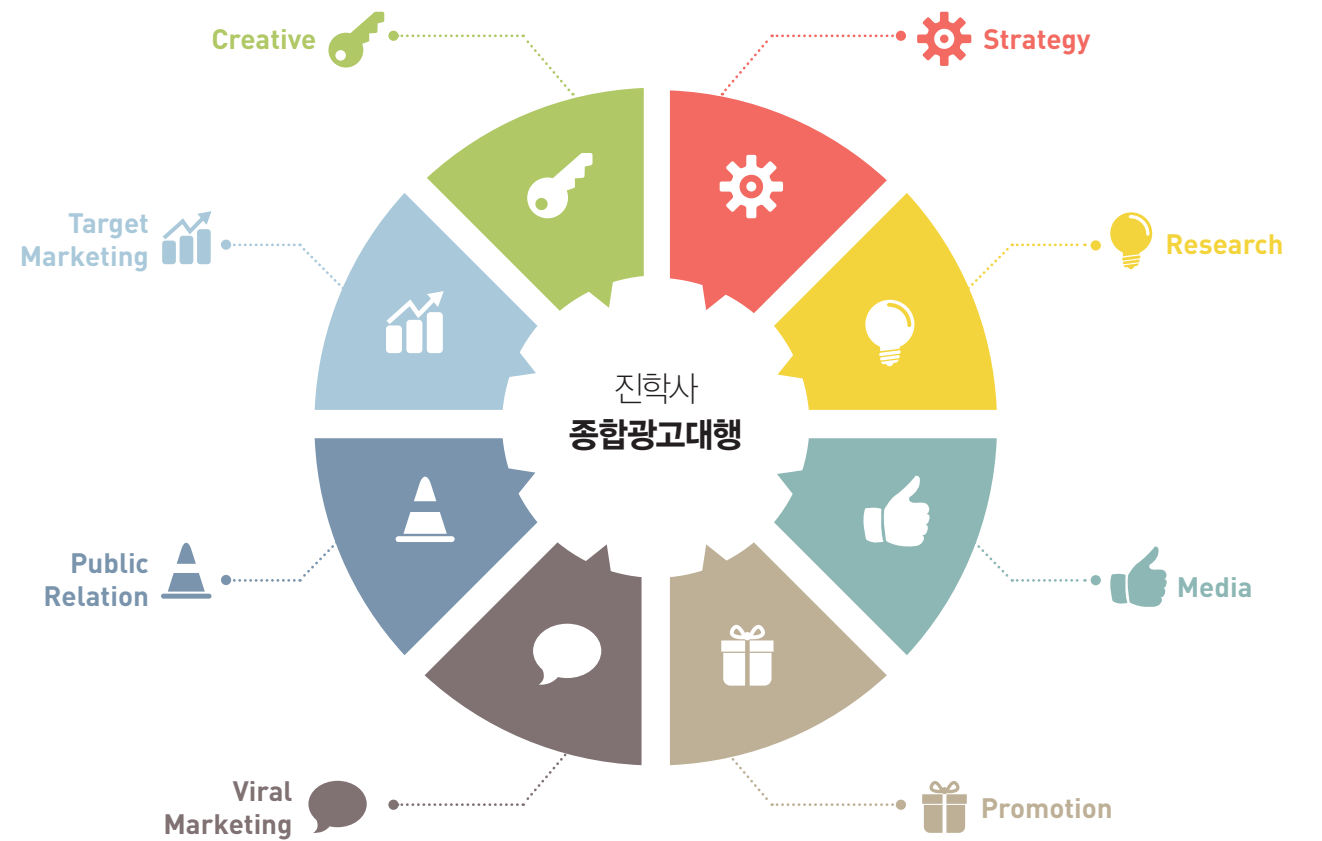 Creative
Strategy
Target
Marketing
Research
진학사
종합광고대행
Public
Relation
Media
Viral
Marketing
Promotion